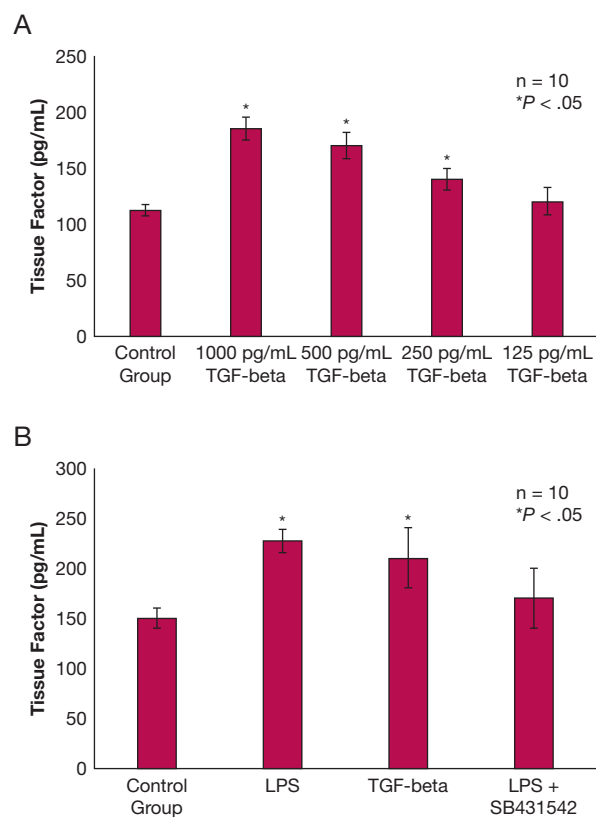 A
250
200
150
100
50
0
Tissue Factor (pg/mL)
n = 10
*P < .05
*
*
*
Control
Group
1000 pg/mL
TGF-beta
500 pg/mL
TGF-beta
250 pg/mL
TGF-beta
125 pg/mL
TGF-beta
B
300
250
200
150
100
50
0
Tissue Factor (pg/mL)
n = 10
*P < .05
*
*
Control
Group
LPS
TGF-beta
LPS +
SB431542